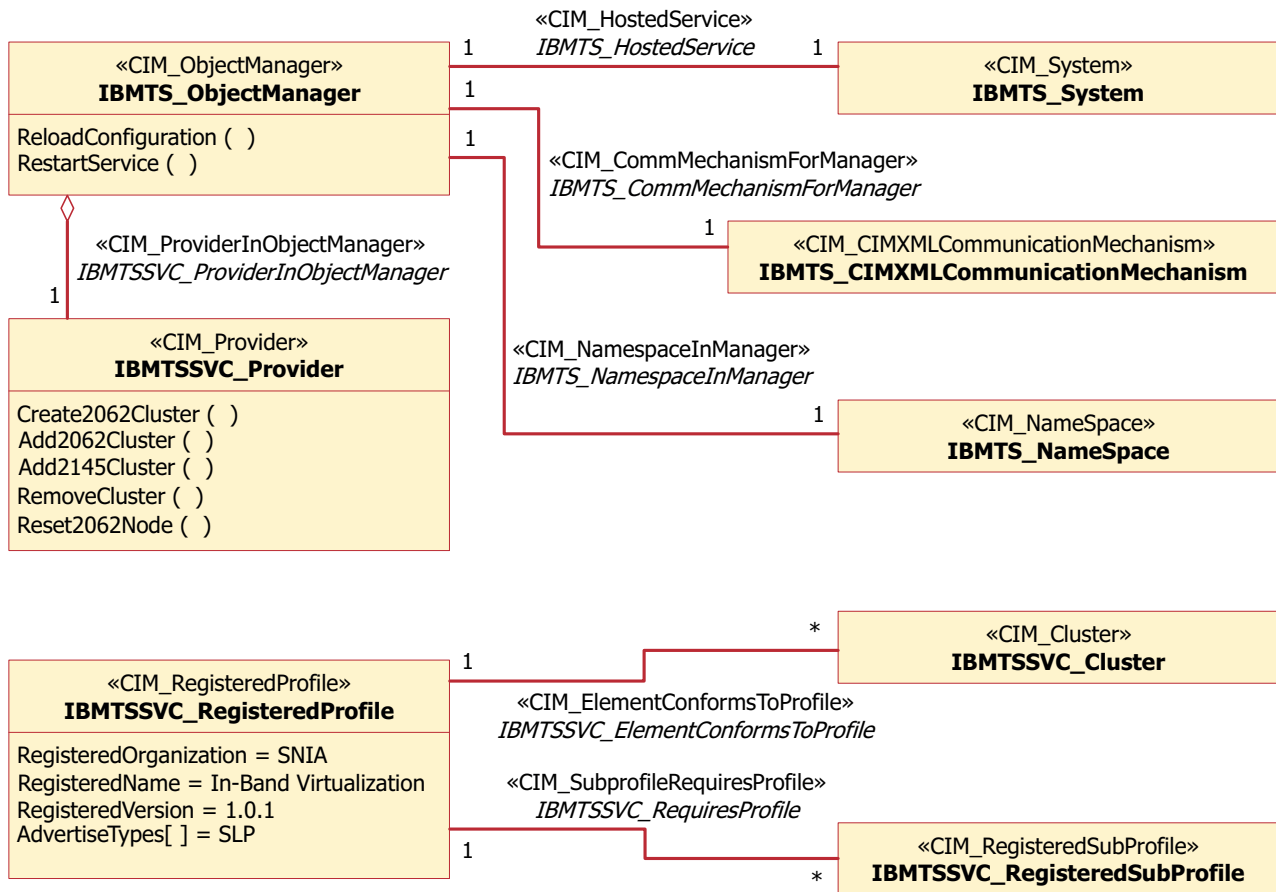 «CIM_HostedService»
1 IBMTS_HostedService 1
«CIM_ObjectManager»
IBMTS_ObjectManager
ReloadConfiguration ( )
RestartService ( )
«CIM_System»
IBMTS_System
1
1
«CIM_CommMechanismForManager»
IBMTS_CommMechanismForManager
1
«CIM_CIMXMLCommunicationMechanism»
IBMTS_CIMXMLCommunicationMechanism
«CIM_ProviderInObjectManager»
IBMTSSVC_ProviderInObjectManager
1
«CIM_Provider»
IBMTSSVC_Provider
Create2062Cluster ( )
Add2062Cluster ( )
Add2145Cluster ( )
RemoveCluster ( )
Reset2062Node ( )
«CIM_NamespaceInManager»
IBMTS_NamespaceInManager
1
«CIM_NameSpace»
IBMTS_NameSpace
*
«CIM_Cluster»
IBMTSSVC_Cluster
1
«CIM_RegisteredProfile»
IBMTSSVC_RegisteredProfile
RegisteredOrganization = SNIA
RegisteredName = In-Band Virtualization
RegisteredVersion = 1.0.1
AdvertiseTypes[ ] = SLP
«CIM_ElementConformsToProfile»
IBMTSSVC_ElementConformsToProfile
«CIM_SubprofileRequiresProfile»
IBMTSSVC_RequiresProfile
1
*
«CIM_RegisteredSubProfile»
IBMTSSVC_RegisteredSubProfile